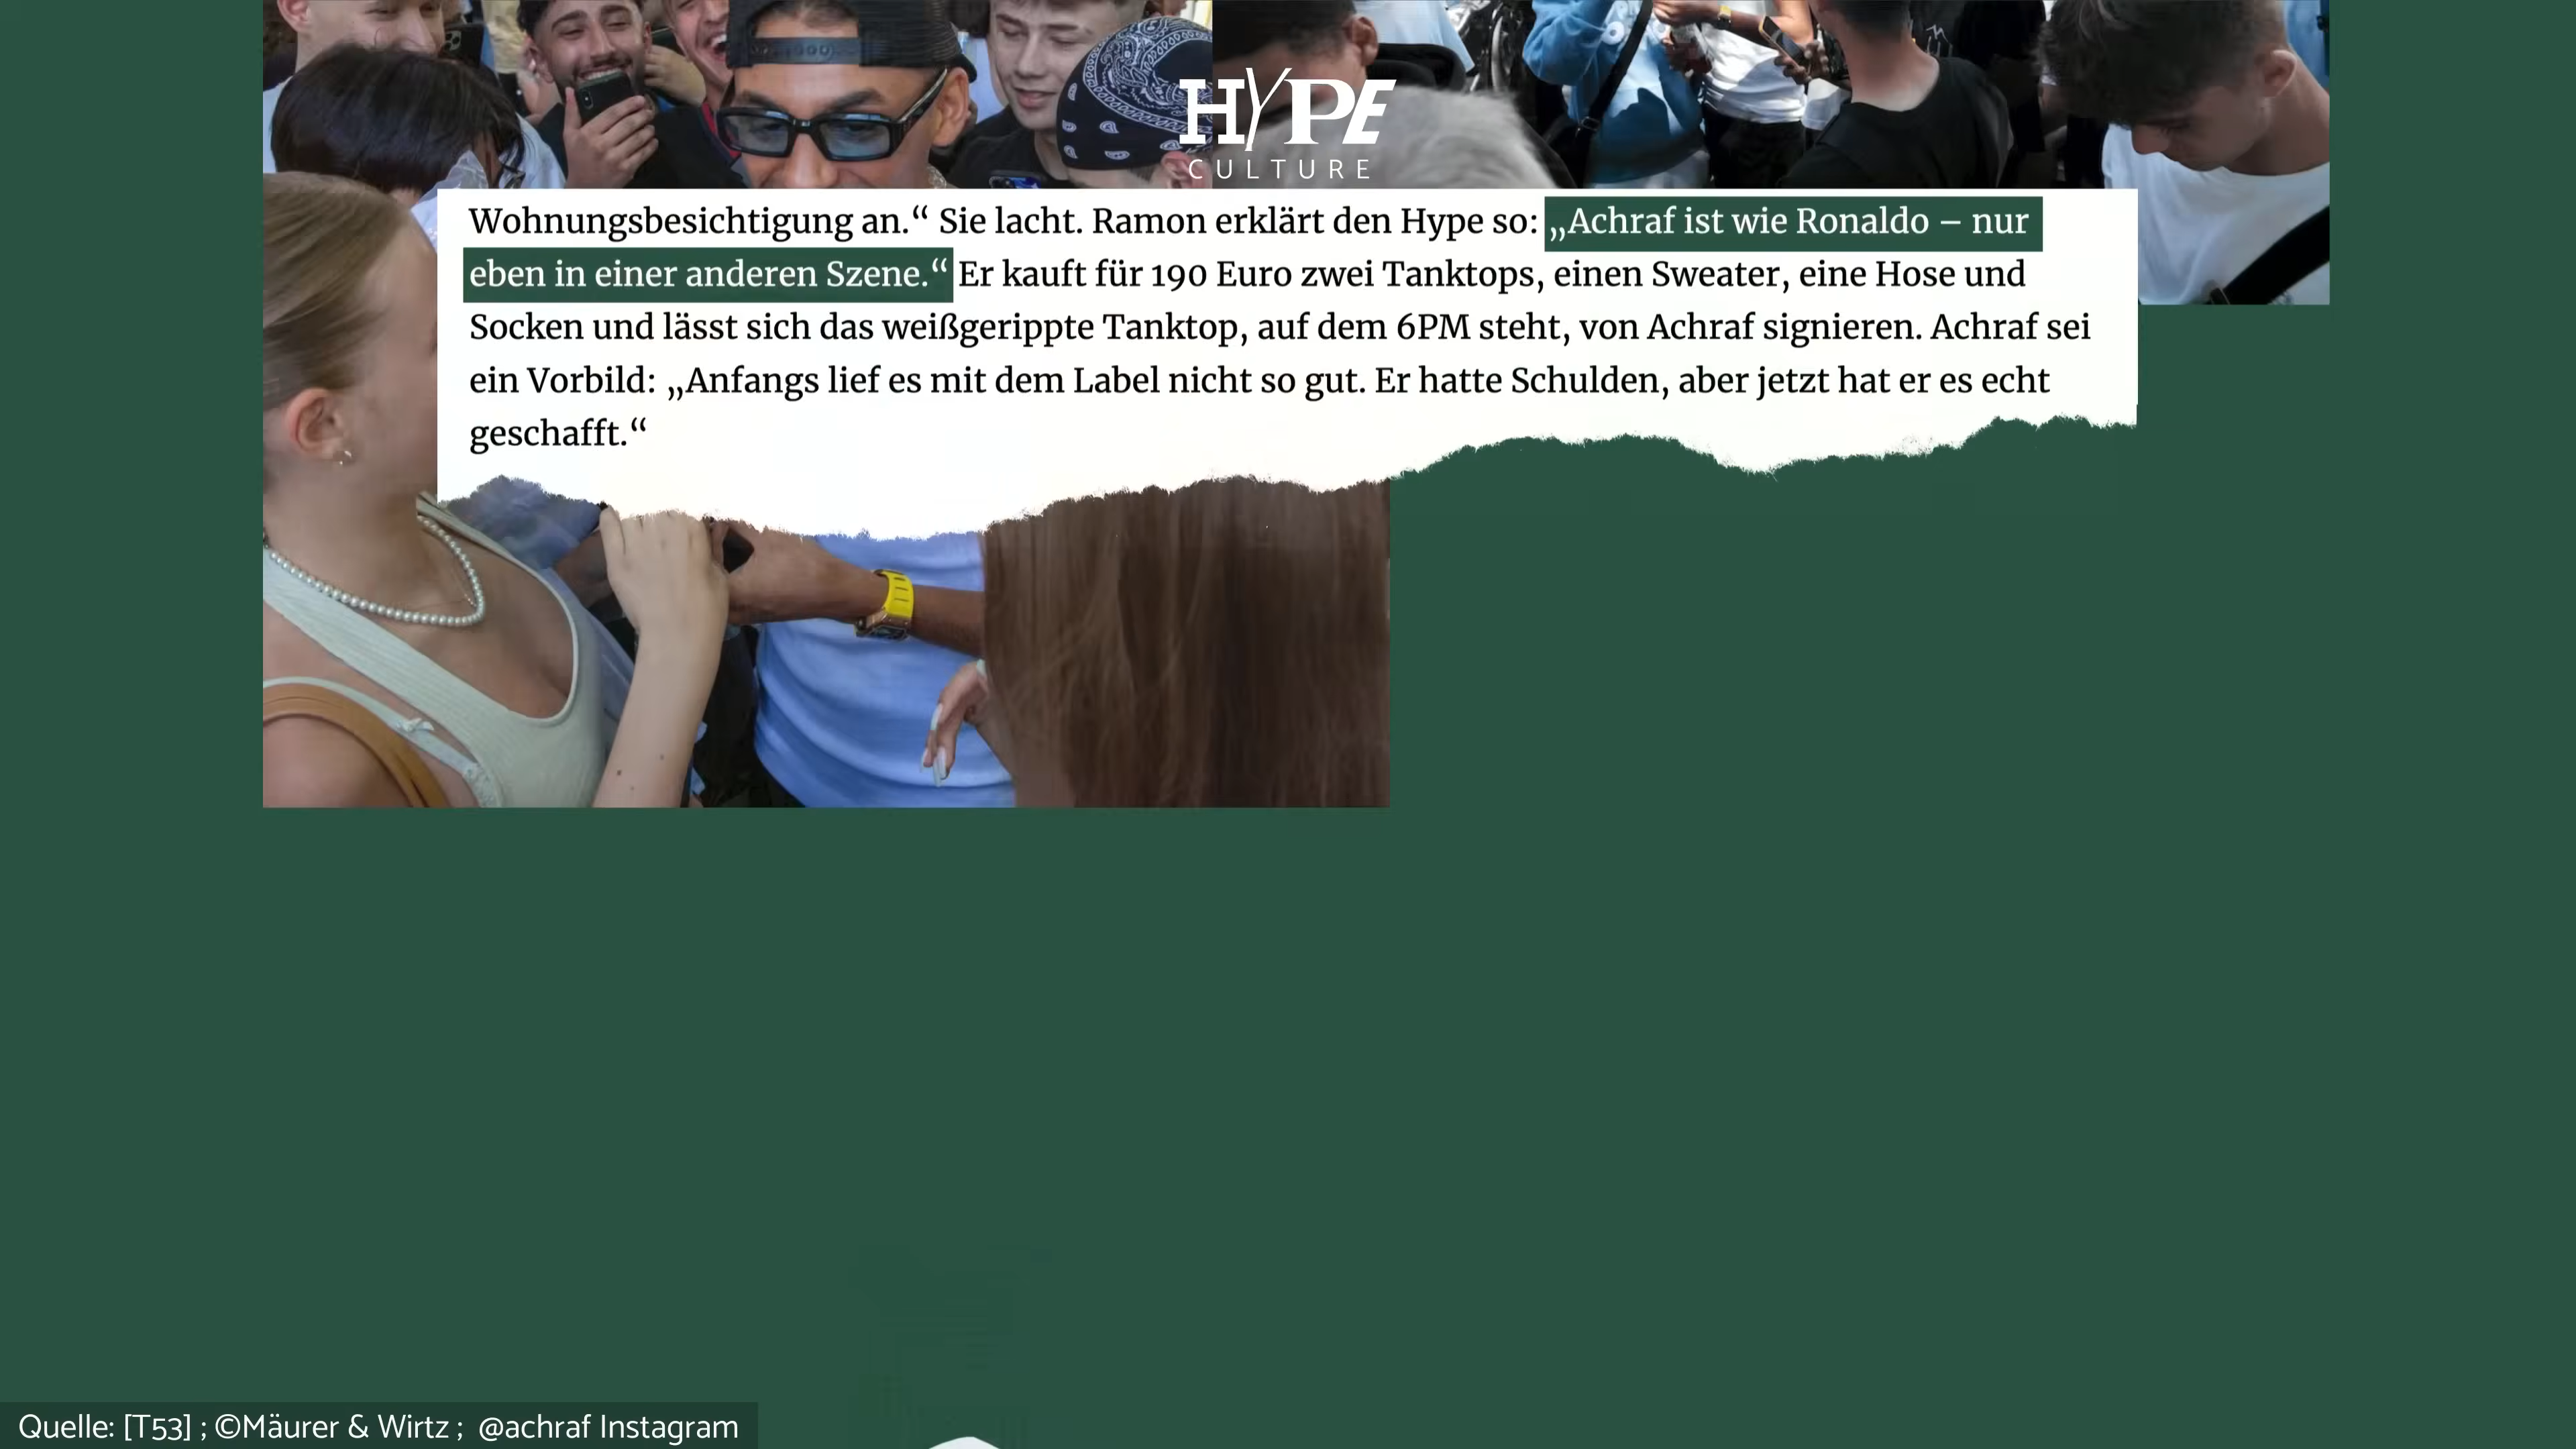 HYPE
CULTURE
Wohnungsbesichtigung an.“ Sie lacht. Ramon erklärt den Hype so: „Achraf ist wie Ronaldo – nur
eben in einer anderen Szene.“ Er kauft für 190 Euro zwei Tanktops, einen Sweater, eine Hose und
Socken und lässt sich das weißgerippte Tanktop, auf dem 6PM steht, von Achraf signieren. Achraf sei
ein Vorbild: „Anfangs lief es mit dem Label nicht so gut. Er hatte Schulden, aber jetzt hat er es echt
geschafft.“
Quelle: [T53] ; ©Mäurer & Wirtz ; @achraf Instagram